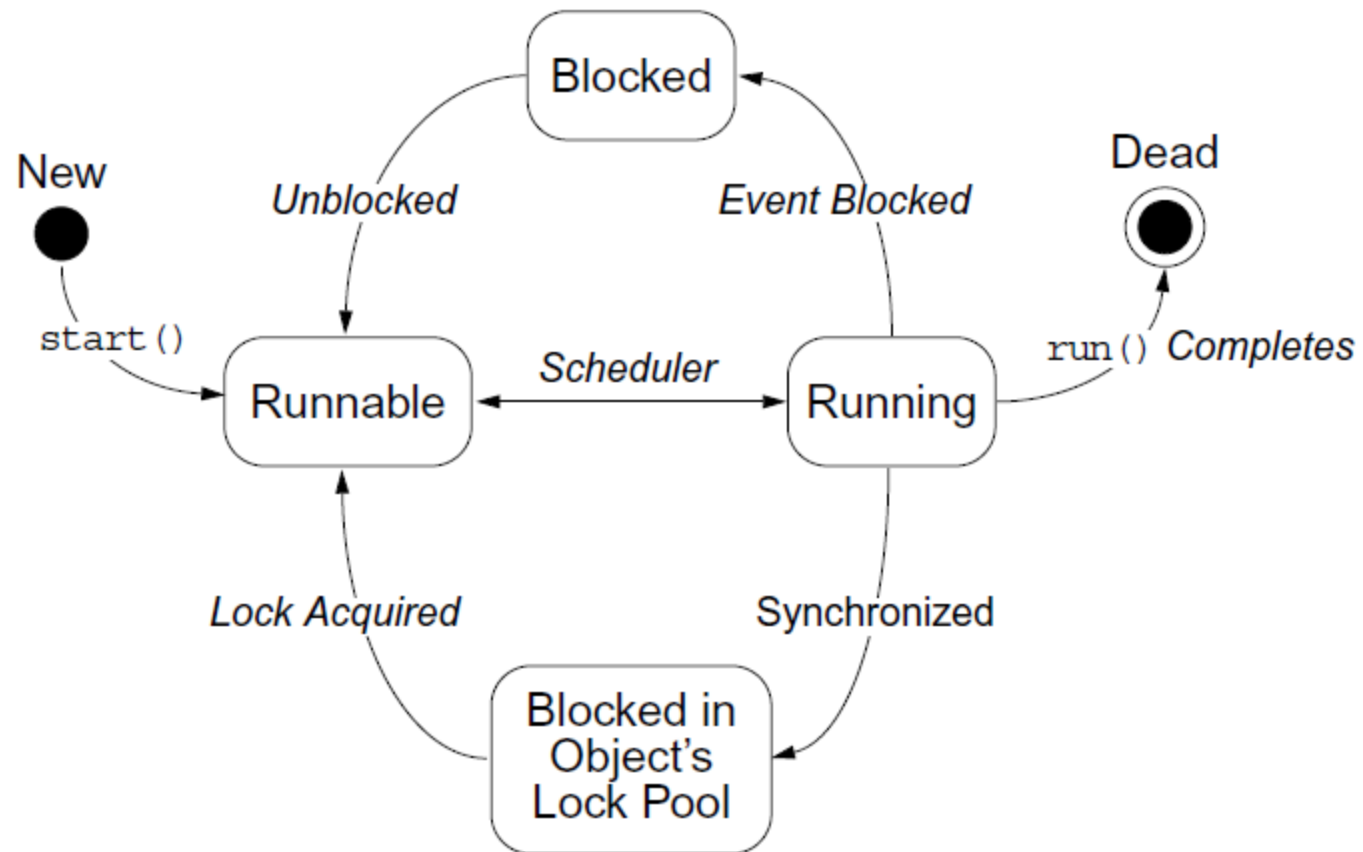 Blocked
Dead
New
Unblocked
Event Blocked
start()
run() Completes
Scheduler
Runnable
Running
Lock Acquired
Synchronized
Blocked in
Object’s
Lock Pool